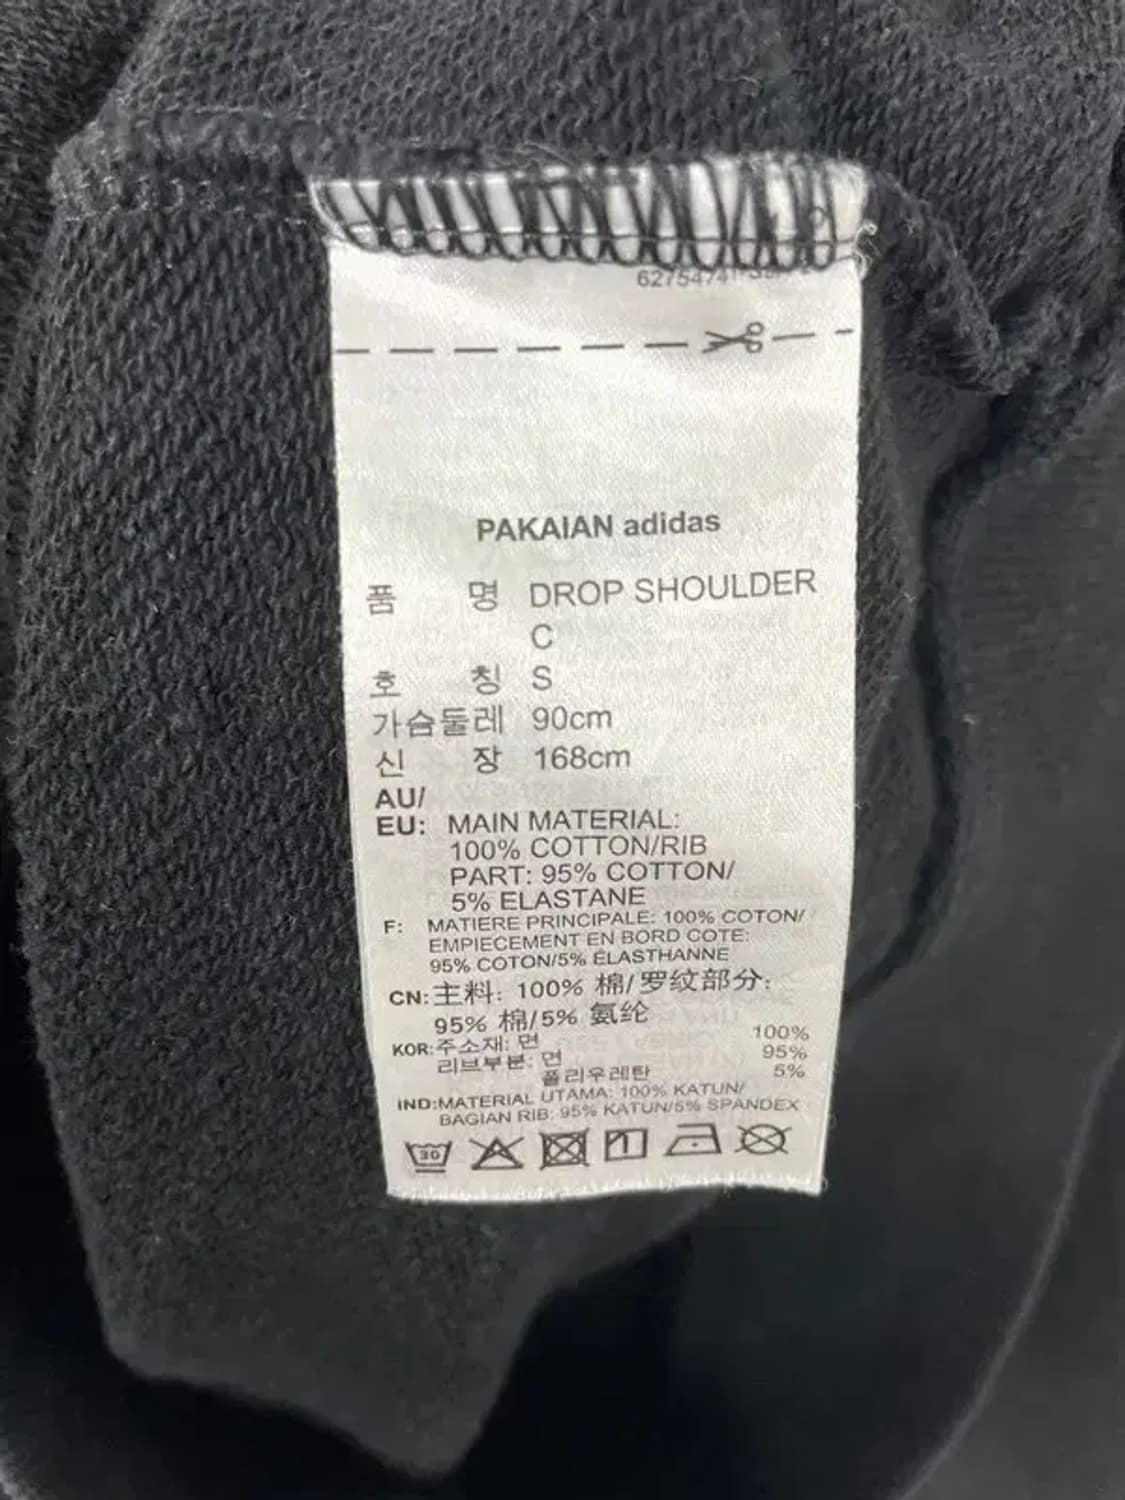 PAKAIAN adidas
품 명 DROP SHOULDER
C
호 칭 S
가슴둘레 90cm
신 장 168cm
AU/
EU: MAIN MATERIAL:
100% COTTON/RIB
PART: 95% COTTON/
5% ELASTANE
F: MATIERE PRINCIPALE: 100% COTON/
EMPIECEMENT EN BORD COTE:
95% COTON/5% ÉLASTHANNE
CN: 主料: 100% 棉/罗纹部分:
95% 棉/5% 氨纶
KOR: 주소재: 면 100%
리브부분: 면 95%
폴리우레탄 5%
IND: MATERIAL UTAMA: 100% KATUN/
BAGIAN RIB: 95% KATUN/5% SPANDEX
30